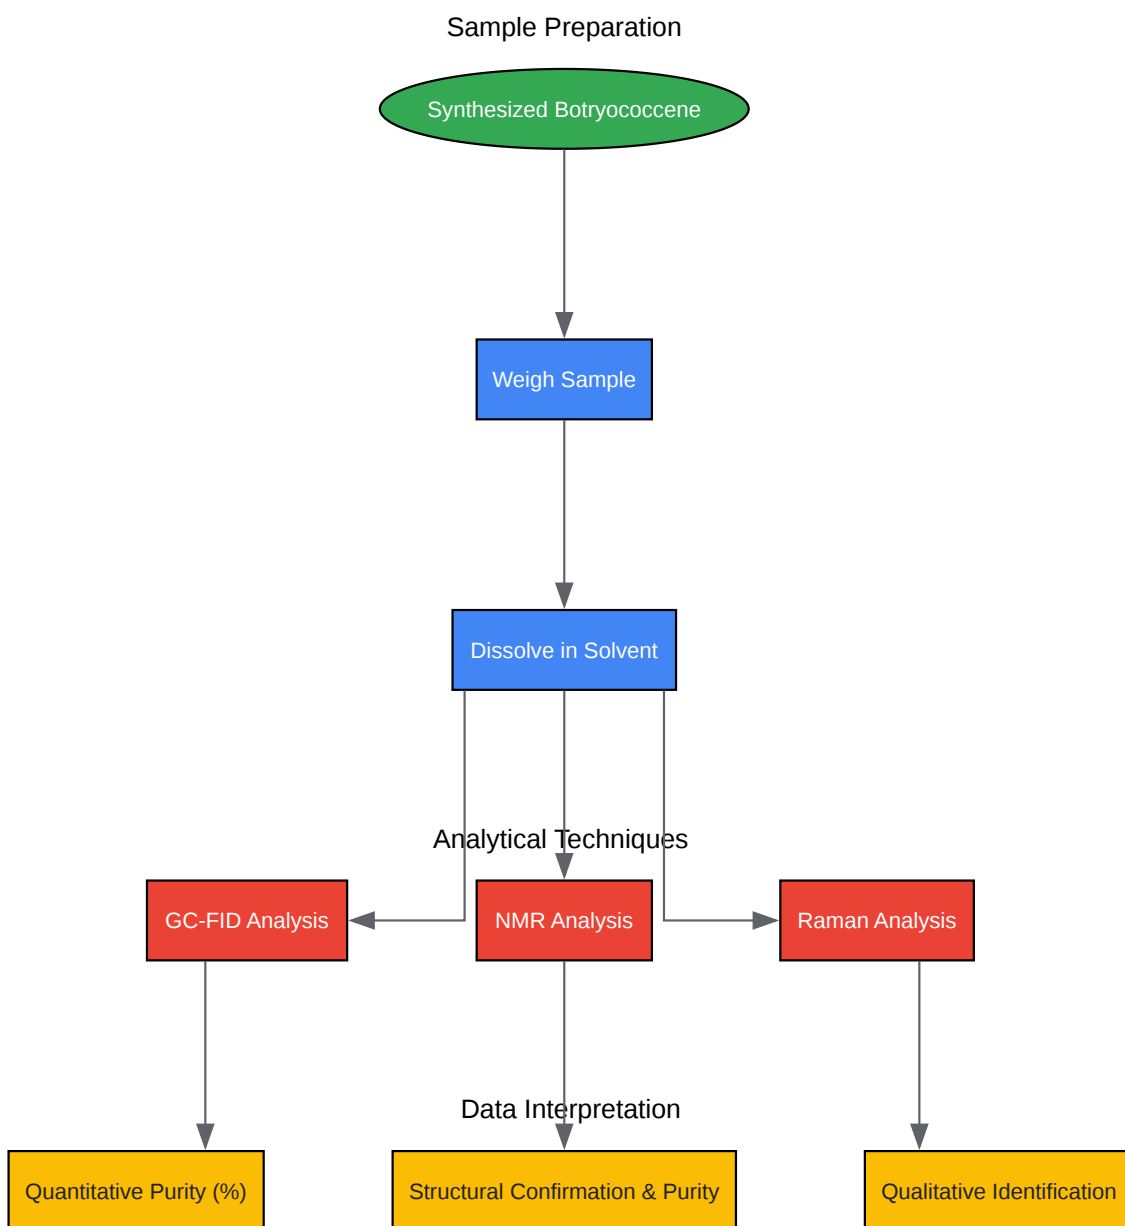 Sample Preparation
Synthesized Botryococcene
Weigh Sample
Dissolve in Solvent
Analytical Techniques
GC-FID Analysis
NMR Analysis
Raman Analysis
Data Interpretation
Quantitative Purity (%)
Structural Confirmation & Purity
Qualitative Identification